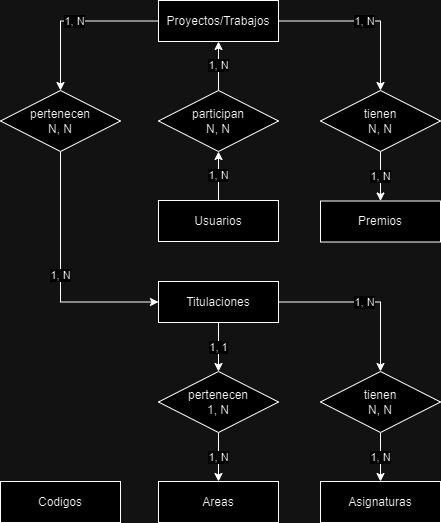 Proyectos/Trabajos
1, N
1, N
1, N
pertenecen
N, N
participan
N, N
tienen
N, N
1, N
1, N
Usuarios
Premios
1, N
Titulaciones
1, N
1, 1
pertenecen
1, N
tienen
N, N
1, N
1, N
Codigos
Areas
Asignaturas